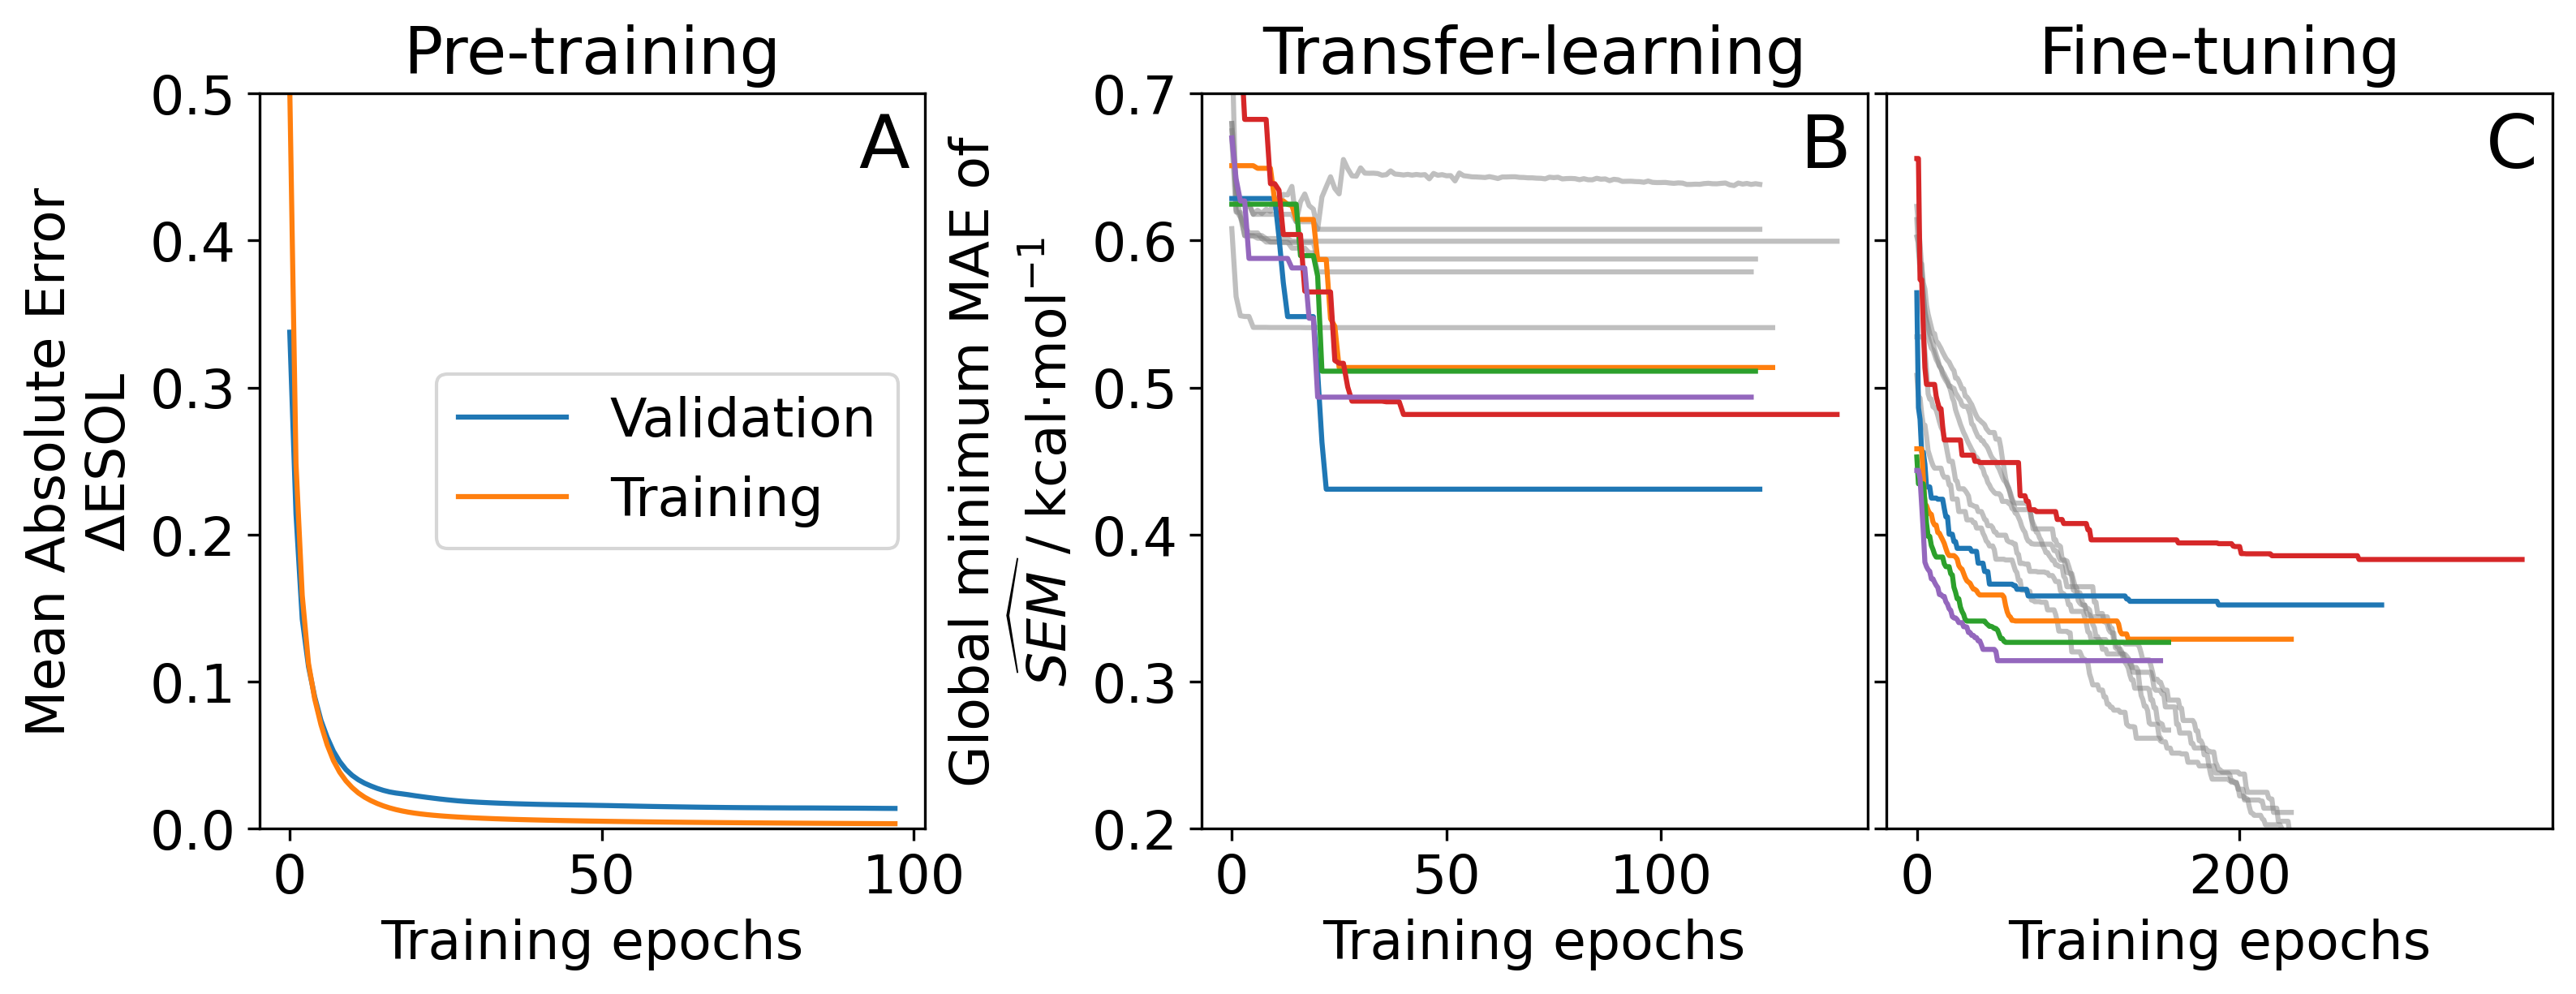 Pre-training
Mean Absolute Error
ΔESOL
0.5
0.4
0.3
0.2
0.1
0.0
A
Validation
Training
0
50
100
Training epochs
Transfer-learning
Global minimum MAE of
$\widehat{SEM}$ / kcal·mol⁻¹
0.7
0.6
0.5
0.4
0.3
0.2
B
0
50
100
Training epochs
Fine-tuning
C
0
200
Training epochs